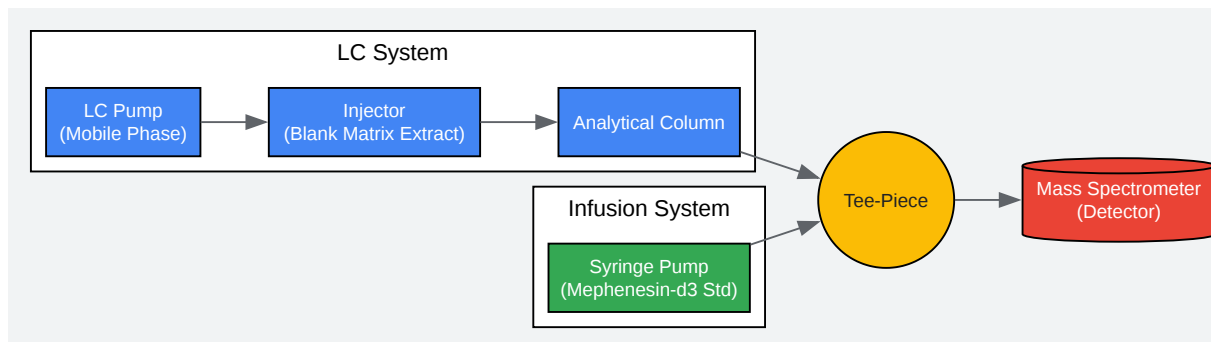 LC System
LC Pump
(Mobile Phase)
Injector
(Blank Matrix Extract)
Analytical Column
Tee-Piece
Mass Spectrometer
(Detector)
Infusion System
Syringe Pump
(Mephenesin-d3 Std)